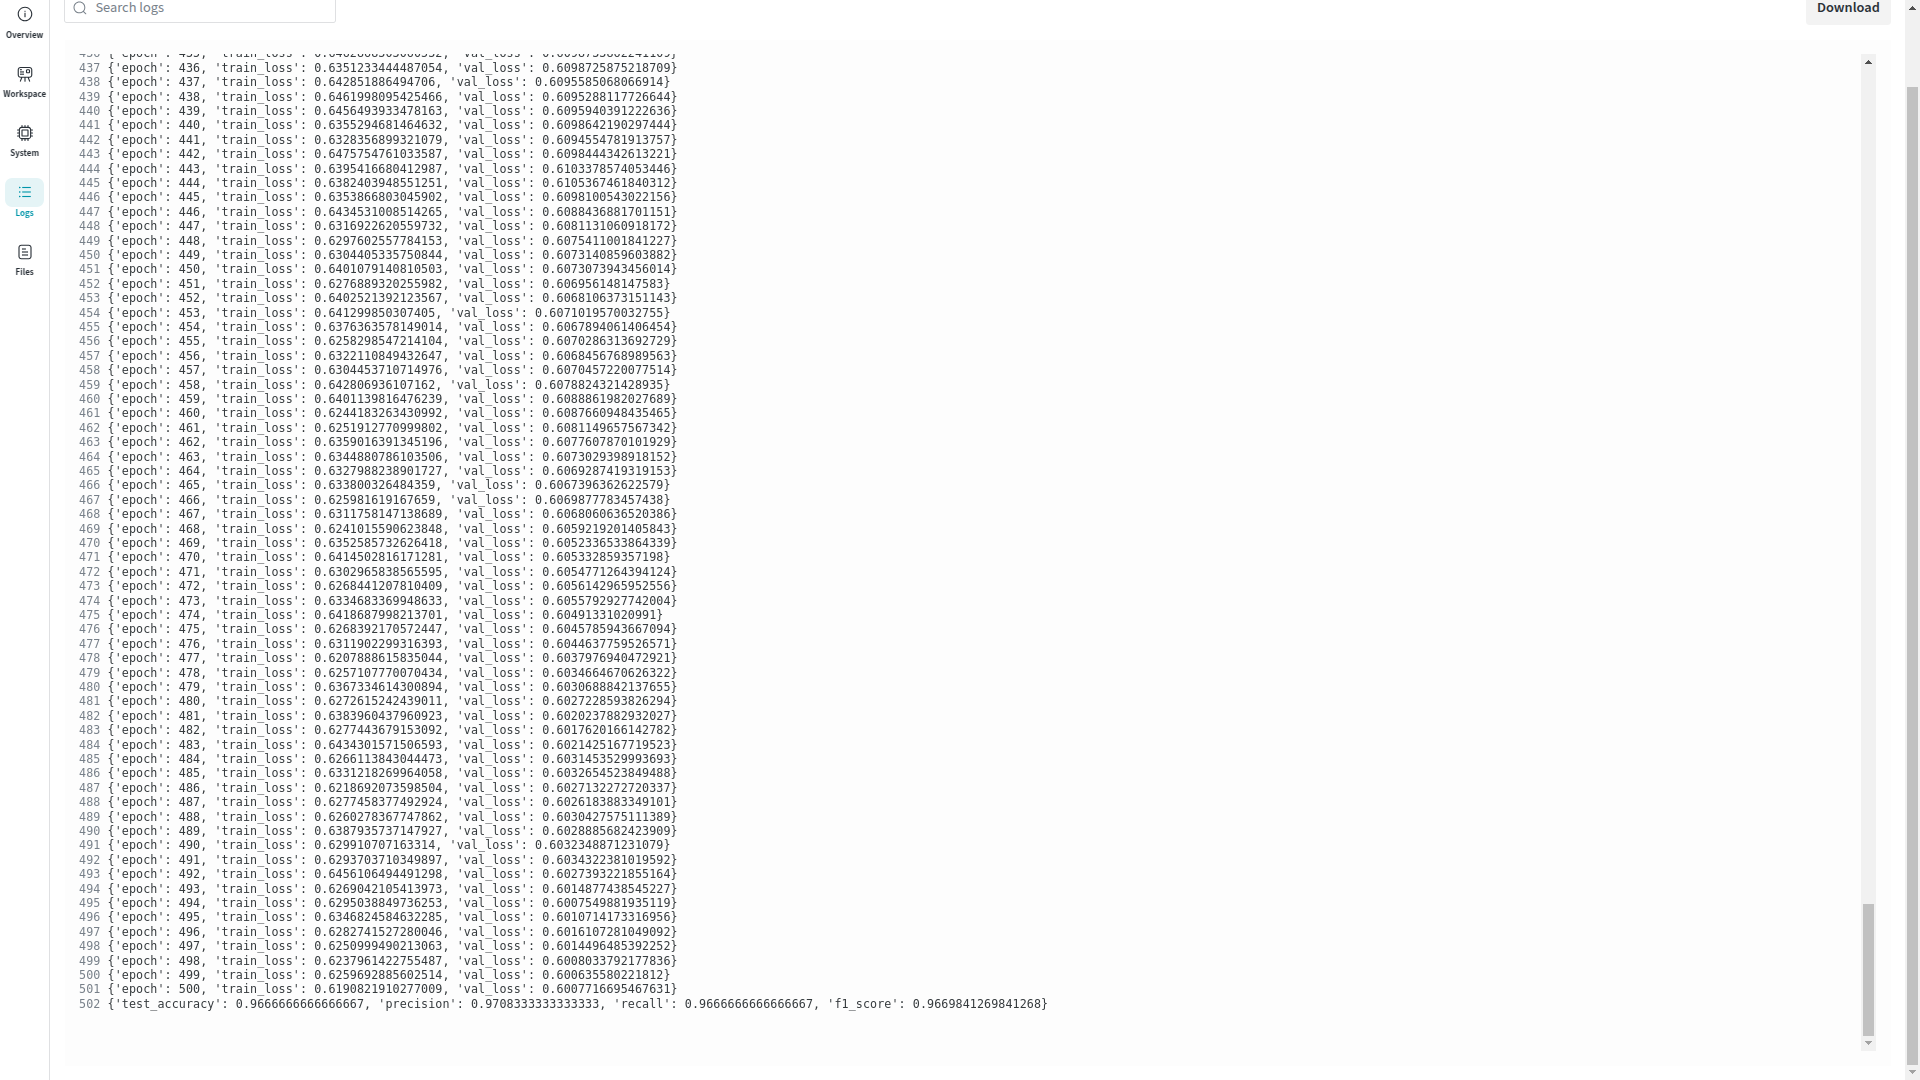 Overview
Workspace
System
Logs
Files
Search logs
Download
437 {'epoch': 436, 'train_loss': 0.6351233444487054, 'val_loss': 0.6098725875218709}
438 {'epoch': 437, 'train_loss': 0.642851886494706, 'val_loss': 0.6095585068066914}
439 {'epoch': 438, 'train_loss': 0.6461998095425466, 'val_loss': 0.6095288117726644}
440 {'epoch': 439, 'train_loss': 0.6456493933478163, 'val_loss': 0.6095940391222636}
441 {'epoch': 440, 'train_loss': 0.6355294681464632, 'val_loss': 0.6098642190297444}
442 {'epoch': 441, 'train_loss': 0.6328356899321079, 'val_loss': 0.6094554781913757}
443 {'epoch': 442, 'train_loss': 0.6475754761033587, 'val_loss': 0.6098444342613221}
444 {'epoch': 443, 'train_loss': 0.6395416680412987, 'val_loss': 0.6103378574053446}
445 {'epoch': 444, 'train_loss': 0.6382403948551251, 'val_loss': 0.6105367461840312}
446 {'epoch': 445, 'train_loss': 0.6353866803045902, 'val_loss': 0.6098100543022156}
447 {'epoch': 446, 'train_loss': 0.6434531008514265, 'val_loss': 0.6088436881701151}
448 {'epoch': 447, 'train_loss': 0.6316922620559732, 'val_loss': 0.6081131060918172}
449 {'epoch': 448, 'train_loss': 0.6297602557784153, 'val_loss': 0.6075411001841227}
450 {'epoch': 449, 'train_loss': 0.6304405335750844, 'val_loss': 0.6073140859603882}
451 {'epoch': 450, 'train_loss': 0.6401079140810503, 'val_loss': 0.6073073943456014}
452 {'epoch': 451, 'train_loss': 0.6276889320255982, 'val_loss': 0.606956148147583}
453 {'epoch': 452, 'train_loss': 0.6402521392123567, 'val_loss': 0.6068106373151143}
454 {'epoch': 453, 'train_loss': 0.641299850307405, 'val_loss': 0.6071019570032755}
455 {'epoch': 454, 'train_loss': 0.6376363578149014, 'val_loss': 0.6067894061406454}
456 {'epoch': 455, 'train_loss': 0.6258298547214104, 'val_loss': 0.6070286313692729}
457 {'epoch': 456, 'train_loss': 0.6322110849432647, 'val_loss': 0.6068456768989563}
458 {'epoch': 457, 'train_loss': 0.6304453710714976, 'val_loss': 0.6070457220077514}
459 {'epoch': 458, 'train_loss': 0.642806936107162, 'val_loss': 0.6078824321428935}
460 {'epoch': 459, 'train_loss': 0.6401139816476239, 'val_loss': 0.6088861982027689}
461 {'epoch': 460, 'train_loss': 0.6244183263430992, 'val_loss': 0.6087660948435465}
462 {'epoch': 461, 'train_loss': 0.6251912770999802, 'val_loss': 0.6081149657567342}
463 {'epoch': 462, 'train_loss': 0.6359016391345196, 'val_loss': 0.6077607870101929}
464 {'epoch': 463, 'train_loss': 0.6344880786103506, 'val_loss': 0.6073029398918152}
465 {'epoch': 464, 'train_loss': 0.6327988238901727, 'val_loss': 0.6069287419319153}
466 {'epoch': 465, 'train_loss': 0.633800326484359, 'val_loss': 0.6067396362622579}
467 {'epoch': 466, 'train_loss': 0.625981619167659, 'val_loss': 0.6069877783457438}
468 {'epoch': 467, 'train_loss': 0.6311758147138689, 'val_loss': 0.6068060636520386}
469 {'epoch': 468, 'train_loss': 0.6241015590623848, 'val_loss': 0.6059219201405843}
470 {'epoch': 469, 'train_loss': 0.6352585732626418, 'val_loss': 0.6052336533864339}
471 {'epoch': 470, 'train_loss': 0.6414502816171281, 'val_loss': 0.605332859357198}
472 {'epoch': 471, 'train_loss': 0.6302965838565595, 'val_loss': 0.6054771264394124}
473 {'epoch': 472, 'train_loss': 0.6268441207810409, 'val_loss': 0.6056142965952556}
474 {'epoch': 473, 'train_loss': 0.6334683369948633, 'val_loss': 0.6055792927742004}
475 {'epoch': 474, 'train_loss': 0.6418687998213701, 'val_loss': 0.60491331020991}
476 {'epoch': 475, 'train_loss': 0.6268392170572447, 'val_loss': 0.6045785943667094}
477 {'epoch': 476, 'train_loss': 0.6311902299316393, 'val_loss': 0.6044637759526571}
478 {'epoch': 477, 'train_loss': 0.6207888615835044, 'val_loss': 0.6037976940472921}
479 {'epoch': 478, 'train_loss': 0.6257107770070434, 'val_loss': 0.6034664670626322}
480 {'epoch': 479, 'train_loss': 0.6367334614300894, 'val_loss': 0.6030688842137655}
481 {'epoch': 480, 'train_loss': 0.6272615242439011, 'val_loss': 0.6027228593826294}
482 {'epoch': 481, 'train_loss': 0.6383960437960923, 'val_loss': 0.6020237882932027}
483 {'epoch': 482, 'train_loss': 0.6277443679153092, 'val_loss': 0.6017620166142782}
484 {'epoch': 483, 'train_loss': 0.6434301571506593, 'val_loss': 0.6021425167719523}
485 {'epoch': 484, 'train_loss': 0.6266113843044473, 'val_loss': 0.6031453529993693}
486 {'epoch': 485, 'train_loss': 0.6331218269964058, 'val_loss': 0.6032654523849488}
487 {'epoch': 486, 'train_loss': 0.6218692073598504, 'val_loss': 0.6027132272720337}
488 {'epoch': 487, 'train_loss': 0.6277458377492924, 'val_loss': 0.6026183883349101}
489 {'epoch': 488, 'train_loss': 0.6260278367747862, 'val_loss': 0.6030427575111389}
490 {'epoch': 489, 'train_loss': 0.6387935737147927, 'val_loss': 0.6028885682423909}
491 {'epoch': 490, 'train_loss': 0.629910707163314, 'val_loss': 0.6032348871231079}
492 {'epoch': 491, 'train_loss': 0.6293703710349897, 'val_loss': 0.6034322381019592}
493 {'epoch': 492, 'train_loss': 0.6456106494491298, 'val_loss': 0.6027393221855164}
494 {'epoch': 493, 'train_loss': 0.6269042105413973, 'val_loss': 0.6014877438545227}
495 {'epoch': 494, 'train_loss': 0.6295038849736253, 'val_loss': 0.6007549881935119}
496 {'epoch': 495, 'train_loss': 0.6346824584632285, 'val_loss': 0.6010714173316956}
497 {'epoch': 496, 'train_loss': 0.6282741527280046, 'val_loss': 0.6016107281049092}
498 {'epoch': 497, 'train_loss': 0.6250999490213063, 'val_loss': 0.6014496485392252}
499 {'epoch': 498, 'train_loss': 0.6237961422755487, 'val_loss': 0.6008033792177836}
500 {'epoch': 499, 'train_loss': 0.6259692885602514, 'val_loss': 0.600635580221812}
501 {'epoch': 500, 'train_loss': 0.6190821910277009, 'val_loss': 0.6007716695467631}
502 {'test_accuracy': 0.9666666666666667, 'precision': 0.9708333333333333, 'recall': 0.9666666666666667, 'f1_score': 0.9669841269841268}